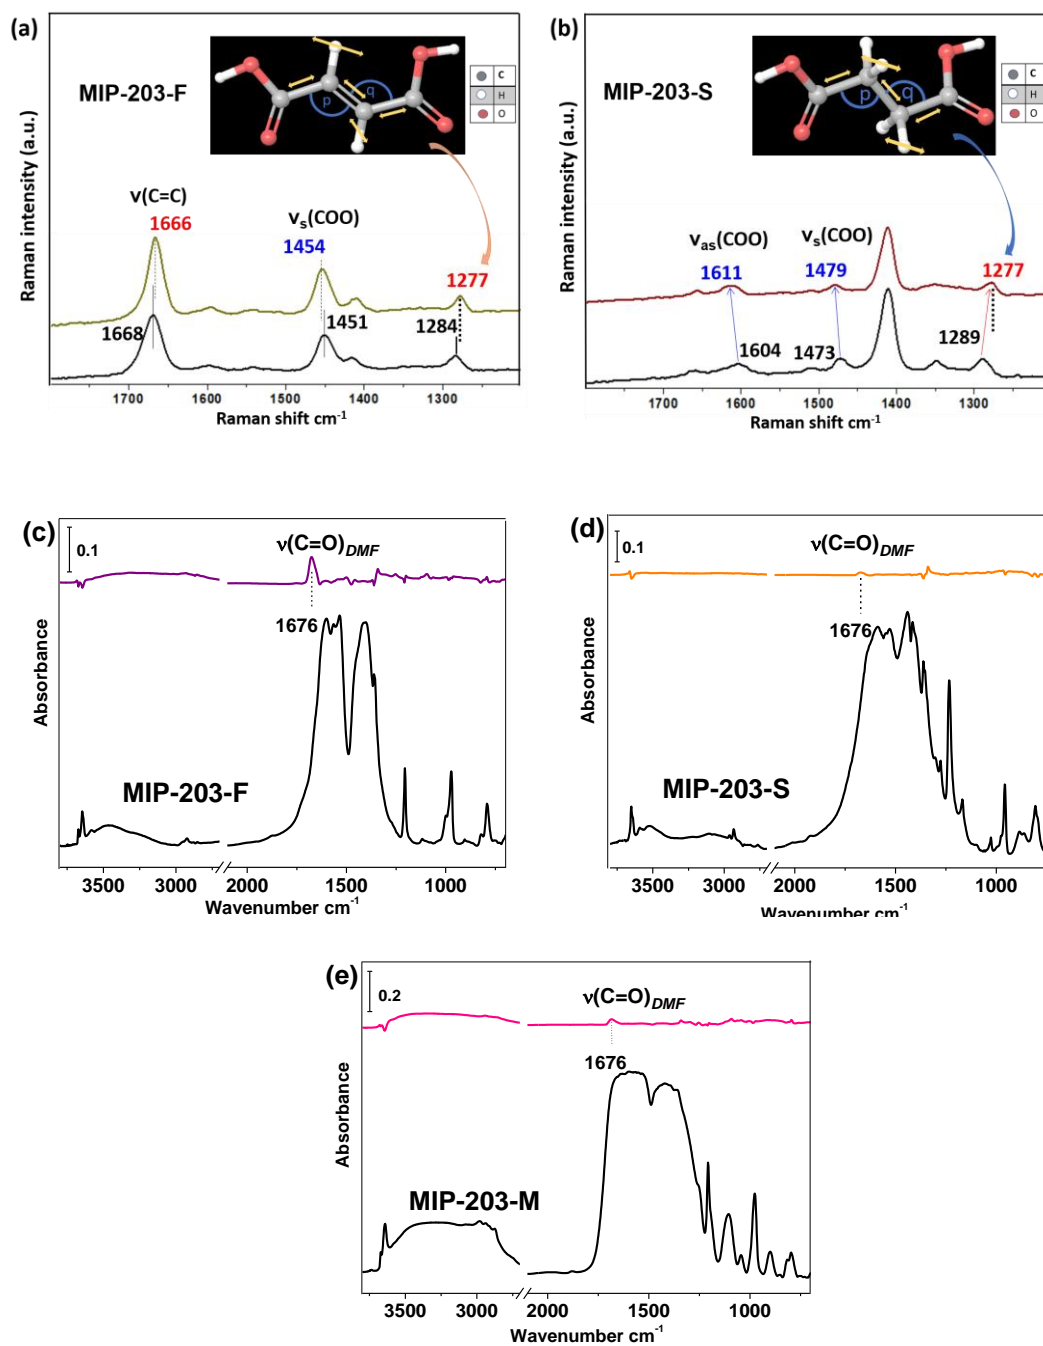 (a)
MIP-203-F
p
q
C
H
O
ν(C=C)
1666
νs(COO)
1454
1277
1668
1451
1284
Raman intensity (a.u.)
1700 1600 1500 1400 1300
Raman shift cm-1
(b)
MIP-203-S
p
q
C
H
O
νas(COO)
1611
νs(COO)
1479
1277
1604
1473
1289
Raman intensity (a.u.)
1700 1600 1500 1400 1300
Raman shift cm-1
(c)
0.1
ν(C=O)DMF
1676
MIP-203-F
Absorbance
3500 3000 2000 1500 1000
Wavenumber cm-1
(d)
0.1
ν(C=O)DMF
1676
MIP-203-S
Absorbance
3500 3000 2000 1500 1000
Wavenumber cm-1
(e)
0.2
ν(C=O)DMF
1676
MIP-203-M
Absorbance
3500 3000 2000 1500 1000
Wavenumber cm-1